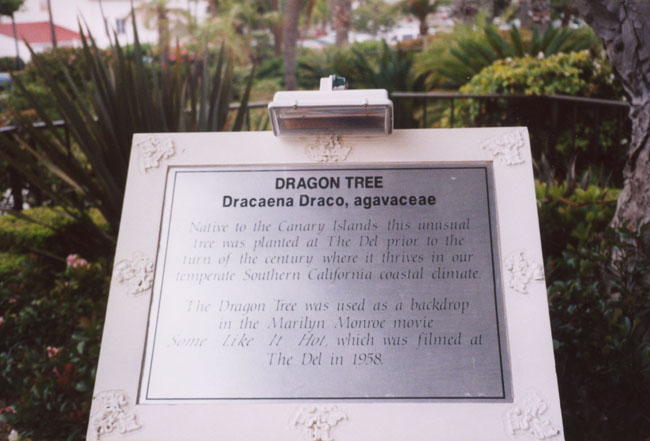 DRAGON TREE
Dracaena Draco, agavaceae
Native to the Canary Islands this unusual
tree was planted at The Del prior to the
turn of the century where it thrives in our
temperate Southern California coastal climate.
The Dragon Tree was used as a backdrop
in the Marilyn Monroe movie
Some Like It Hot, which was filmed at
The Del in 1958.